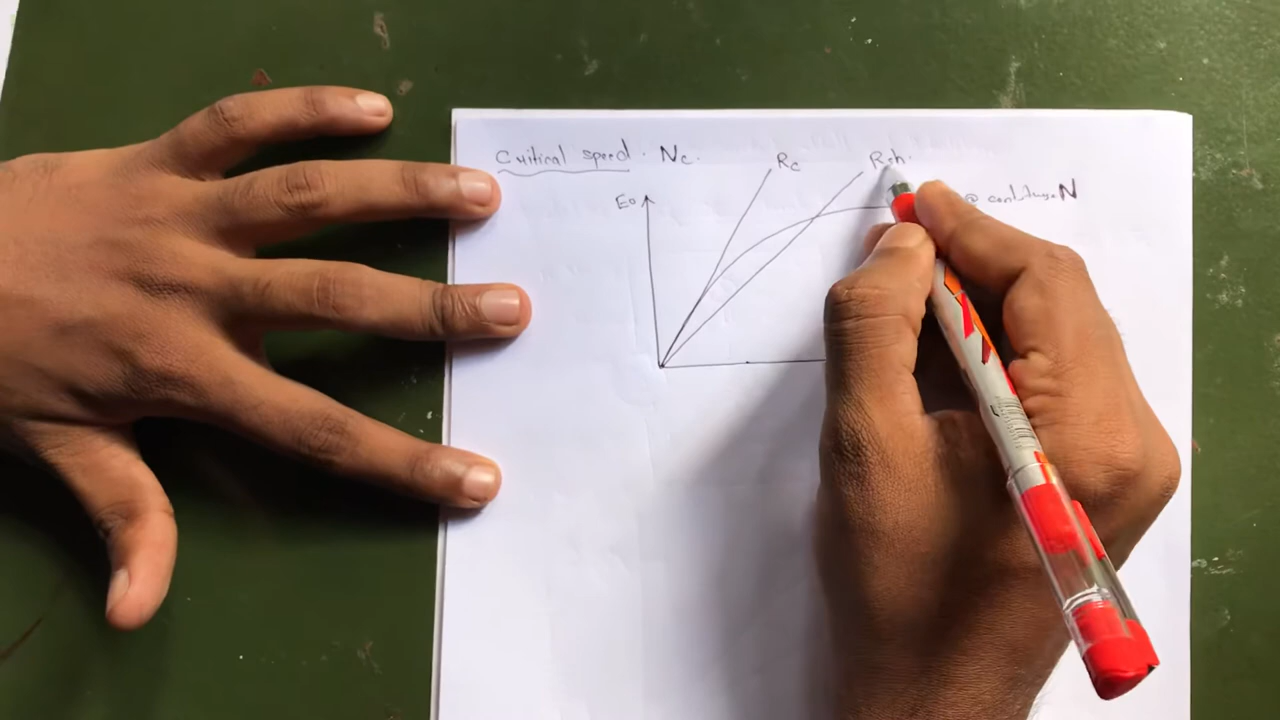 Critical speed. Nc.
Rc
Rsh.
Eo
@ constant N